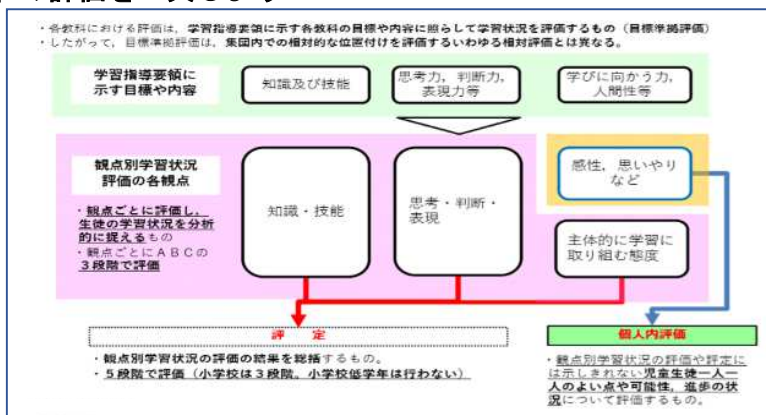 ・各教科における評価は，学習指導要領に示す各教科の目標や内容に照らして学習状況を評価するもの（目標準拠評価）
・したがって，目標準拠評価は，集団内での相対的な位置付けを評価するいわゆる相対評価とは異なる。
学習指導要領に
示す目標や内容
知識及び技能
思考力，判断力，
表現力等
学びに向かう力，
人間性等
観点別学習状況
評価の各観点
・観点ごとに評価し，
生徒の学習状況を分析
的に捉えるもの
・観点ごとにＡＢＣの
３段階で評価
知識・技能
思考・判断・
表現
感性，思いやり
など
主体的に学習に
取り組む態度
評 定
・観点別学習状況の評価の結果を総括するもの。
・５段階で評価（小学校は３段階。小学校低学年は行わない）
個人内評価
・観点別学習状況の評価や評定に
は示しきれない児童生徒一人一
人のよい点や可能性，進歩の状
況について評価するもの。